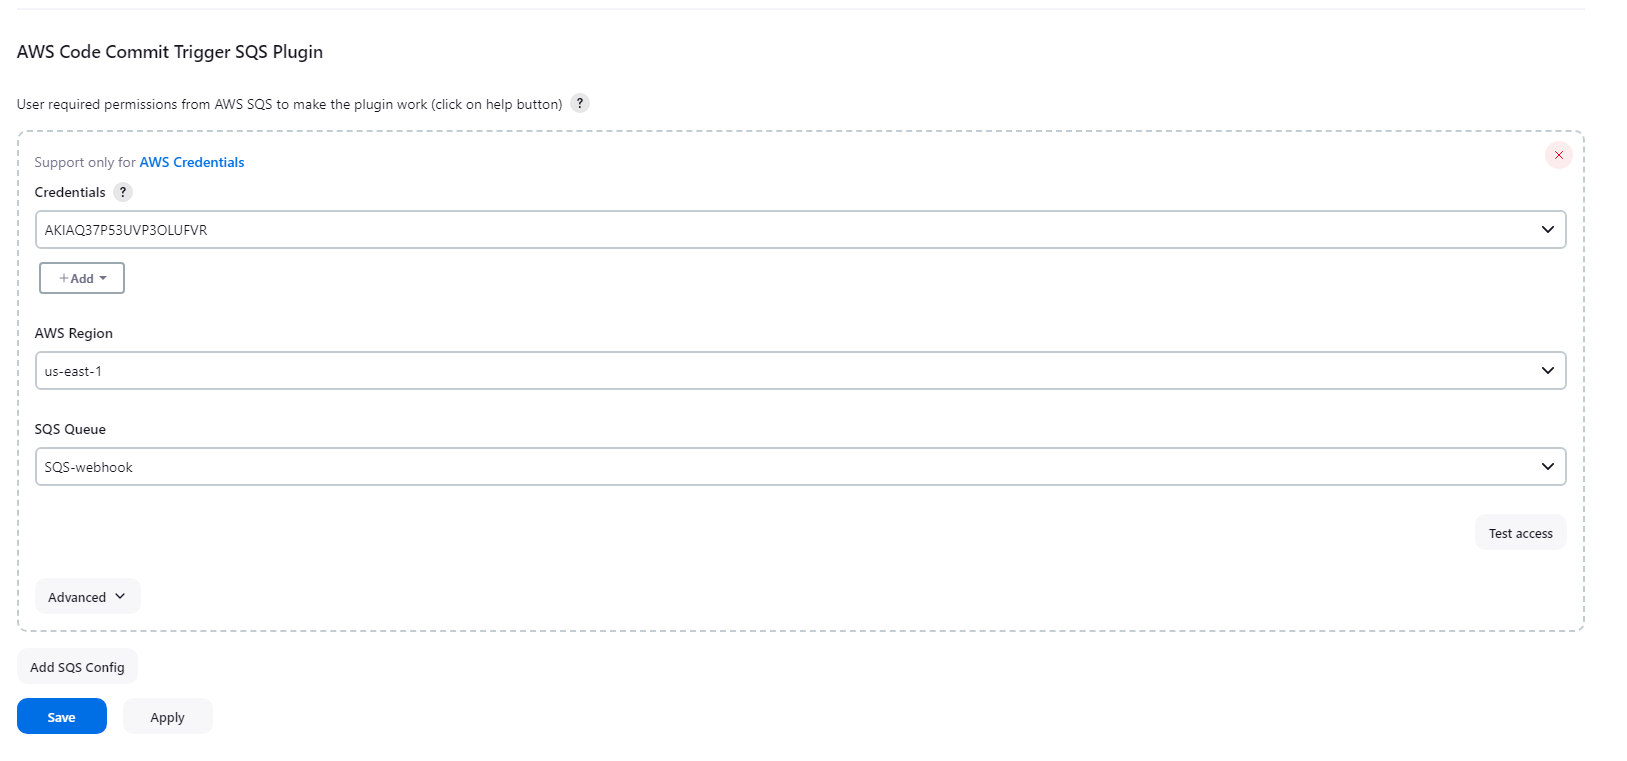 AWS Code Commit Trigger SQS Plugin
User required permissions from AWS SQS to make the plugin work (click on help button) ?
Support only for AWS Credentials
Credentials ?
AKIAQ37P53UVP3OLUFVR
+Add
AWS Region
us-east-1
SQS Queue
SQS-webhook
Test access
Advanced
Add SQS Config
Save Apply